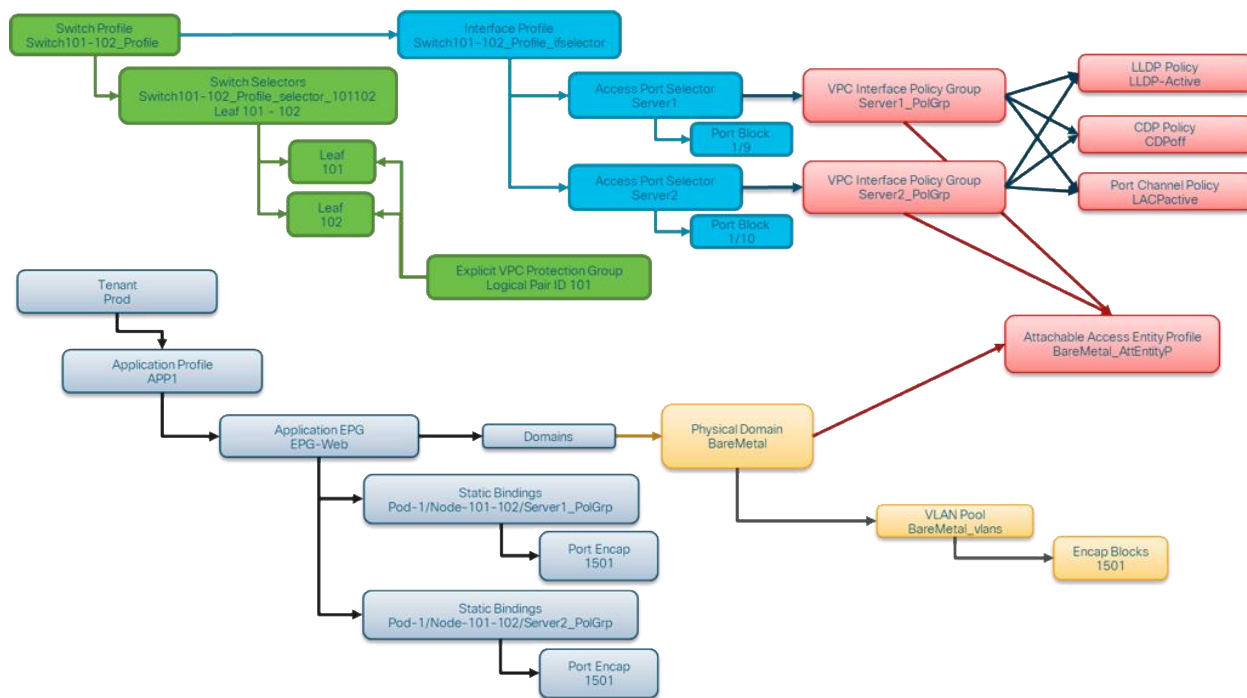 Switch Profile
Switch101-102_Profile
Interface Profile
Switch101-102_Profile_ifselector
Switch Selectors
Switch101-102_Profile_selector_101102
Leaf 101 - 102
Leaf
101
Leaf
102
Explicit VPC Protection Group
Logical Pair ID 101
Access Port Selector
Server1
Port Block
1/9
Access Port Selector
Server2
Port Block
1/10
VPC Interface Policy Group
Server1_PolGrp
VPC Interface Policy Group
Server2_PolGrp
LLDP Policy
LLDP-Active
CDP Policy
CDPoff
Port Channel Policy
LACPactive
Attachable Access Entity Profile
BareMetal_AttEntityP
Tenant
Prod
Application Profile
APP1
Application EPG
EPG-Web
Domains
Physical Domain
BareMetal
VLAN Pool
BareMetal_vlans
Encap Blocks
1501
Static Bindings
Pod-1/Node-101-102/Server1_PolGrp
Port Encap
1501
Static Bindings
Pod-1/Node-101-102/Server2_PolGrp
Port Encap
1501